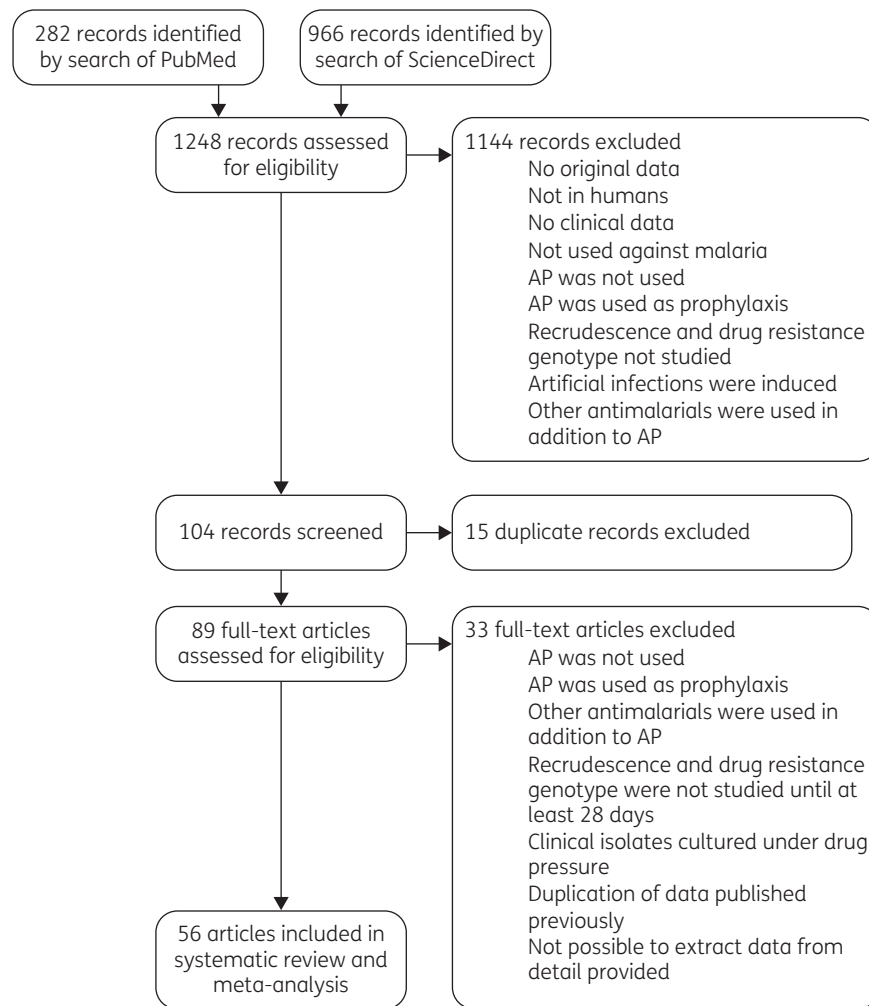 282 records identified
by search of PubMed
966 records identified by
search of ScienceDirect
1248 records assessed
for eligibility
1144 records excluded
No original data
Not in humans
No clinical data
Not used against malaria
AP was not used
AP was used as prophylaxis
Recrudescence and drug resistance
genotype not studied
Artificial infections were induced
Other antimalarials were used in
addition to AP
104 records screened
15 duplicate records excluded
89 full-text articles
assessed for eligibility
33 full-text articles excluded
AP was not used
AP was used as prophylaxis
Other antimalarials were used in
addition to AP
Recrudescence and drug resistance
genotype were not studied until at
least 28 days
Clinical isolates cultured under drug
pressure
Duplication of data published
previously
Not possible to extract data from
detail provided
56 articles included in
systematic review and
meta-analysis